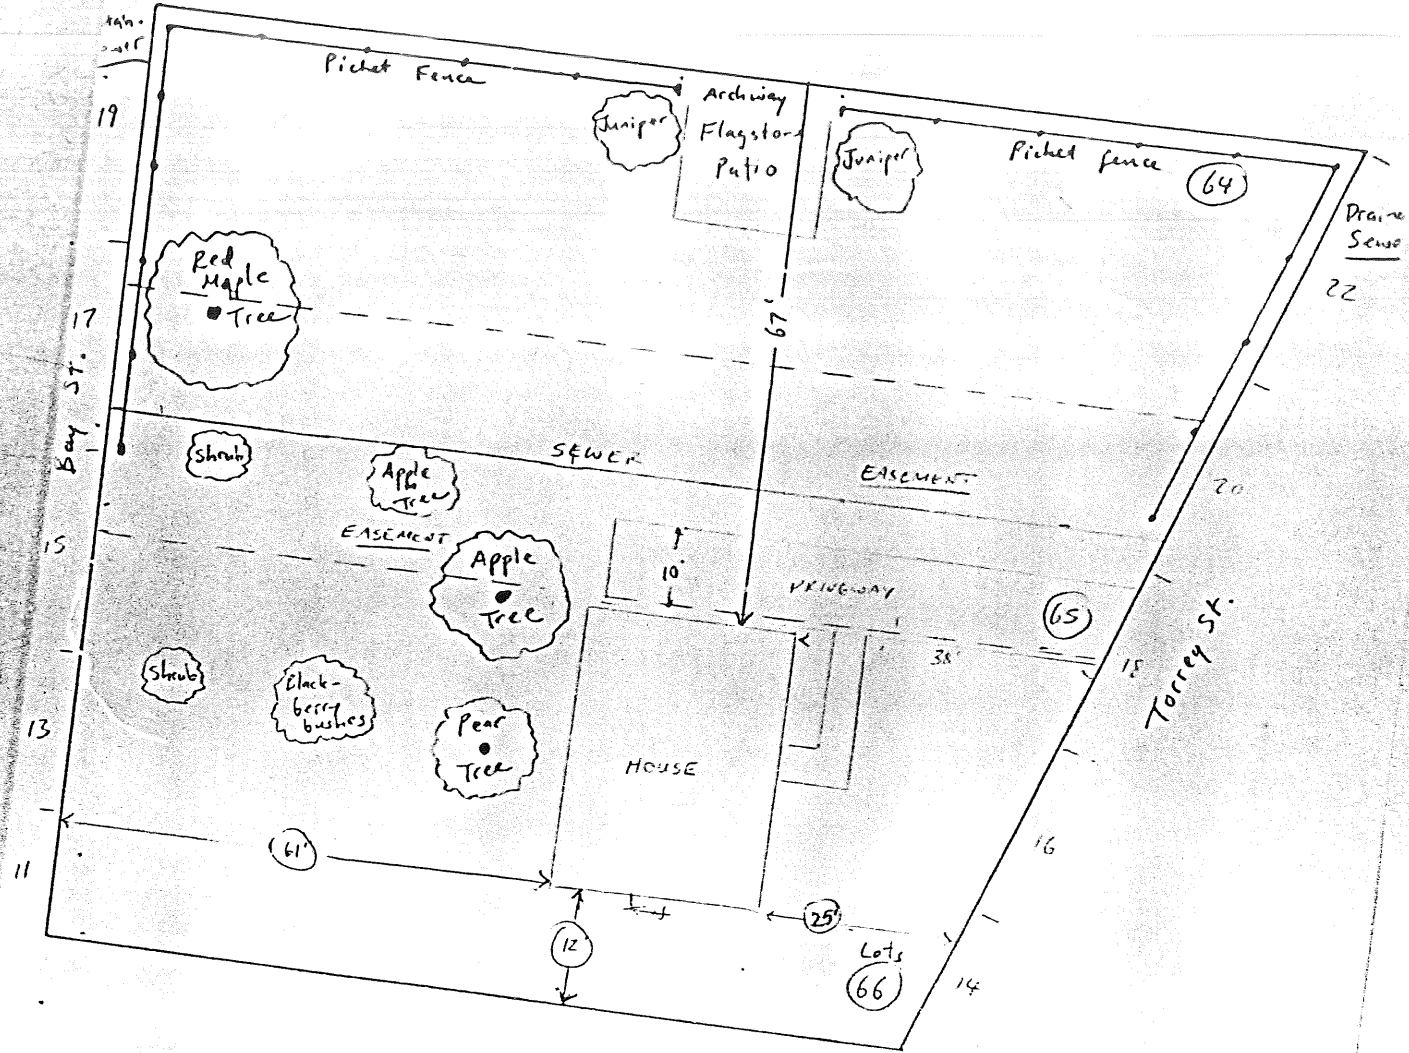 Picket Fence
Archway
Flagstone
Patio
Juniper
Juniper
Picket fence
64
19
Drain
Sewe
22
Red
Maple
Tree
17
67'
Bay St.
SEWER
EASEMENT
20
Shrub
Apple
Tree
EASEMENT
15
Apple
Tree
10'
DRIVEWAY
65
38'
18
Torrey St.
Shrub
Black-
berry
bushes
13
Pear
Tree
HOUSE
61'
16
11
25'
12
Lots
66
14